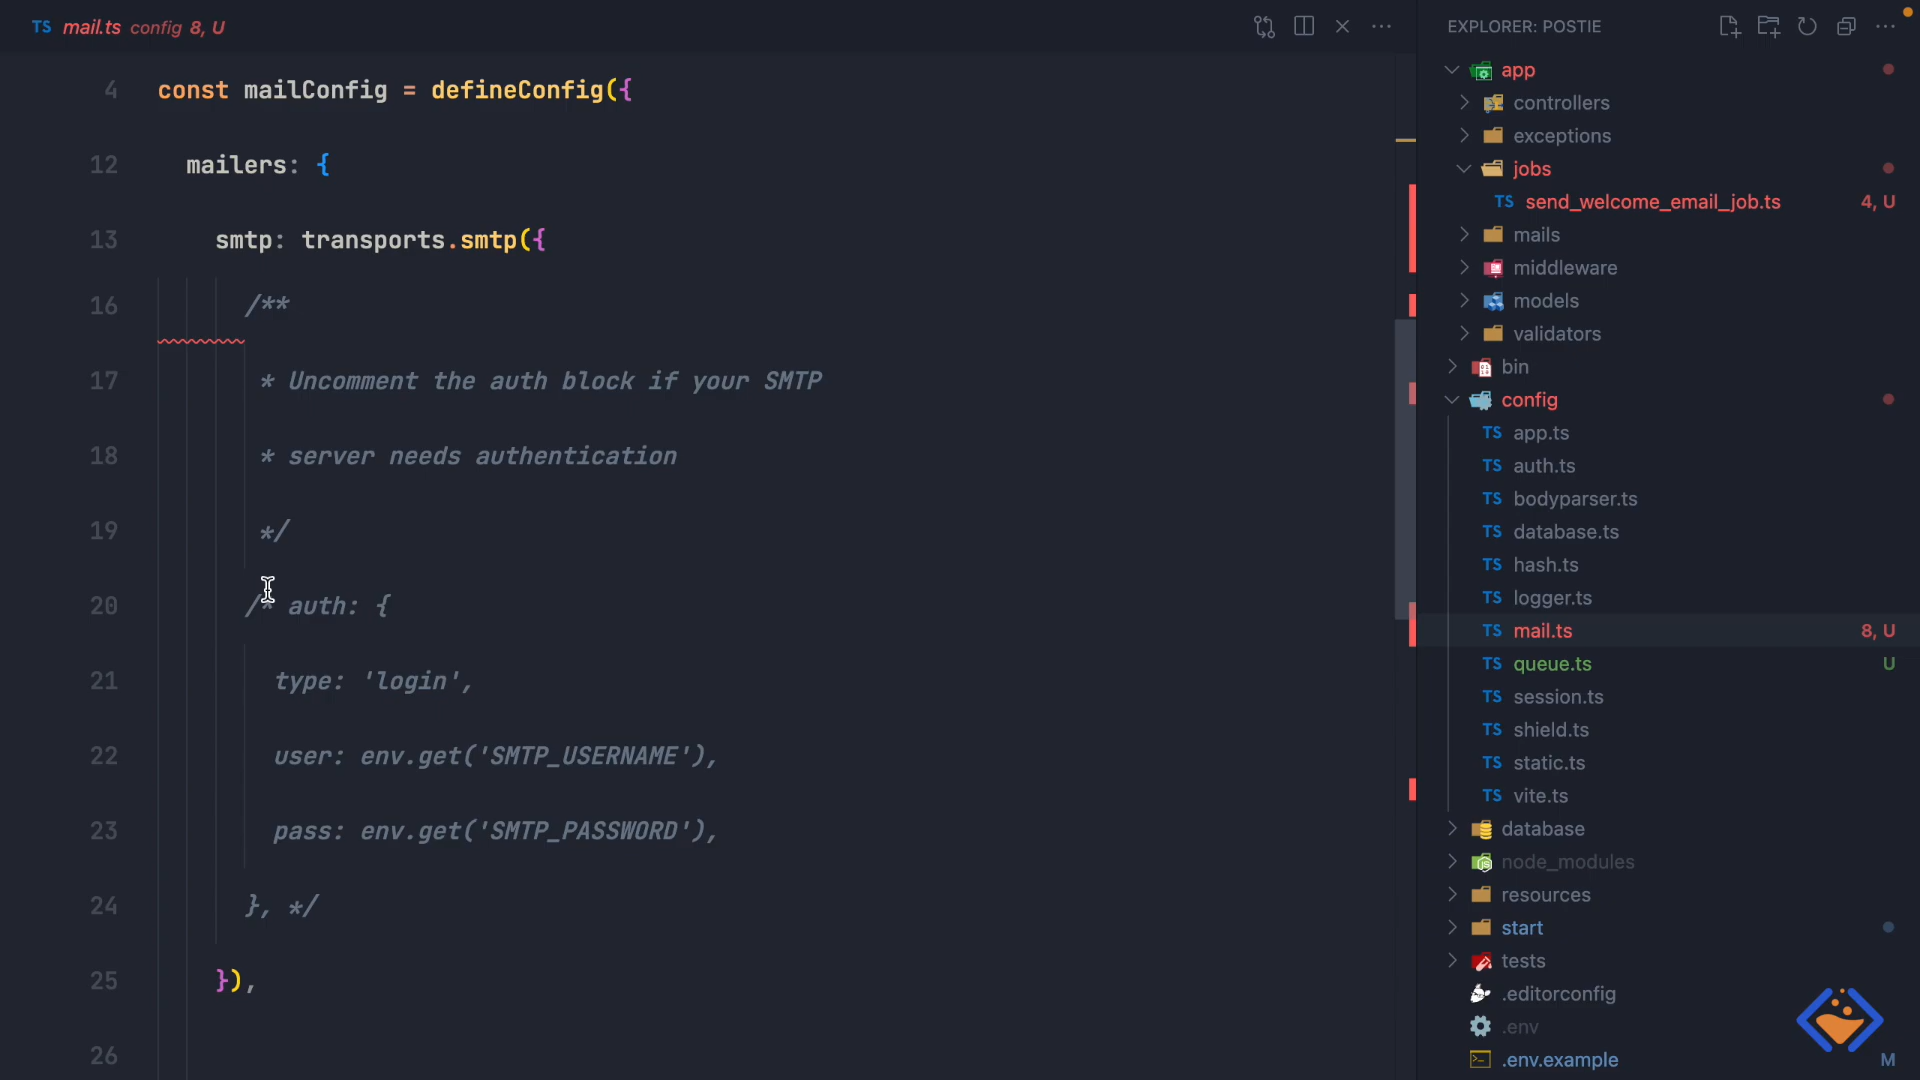 TS mail.ts config 8, U
4 const mailConfig = defineConfig({
12 mailers: {
13 smtp: transports.smtp({
16 /**
17 * Uncomment the auth block if your SMTP
18 * server needs authentication
19 */
20 /* auth: {
21 type: 'login',
22 user: env.get('SMTP_USERNAME'),
23 pass: env.get('SMTP_PASSWORD'),
24 }, */
25 }),
26
EXPLORER: POSTIE
app
controllers
exceptions
jobs
TS send_welcome_email_job.ts 4, U
mails
middleware
models
validators
bin
config
TS app.ts
TS auth.ts
TS bodyparser.ts
TS database.ts
TS hash.ts
TS logger.ts
TS mail.ts 8, U
TS queue.ts U
TS session.ts
TS shield.ts
TS static.ts
TS vite.ts
database
node_modules
resources
start
tests
.editorconfig
.env
.env.example M